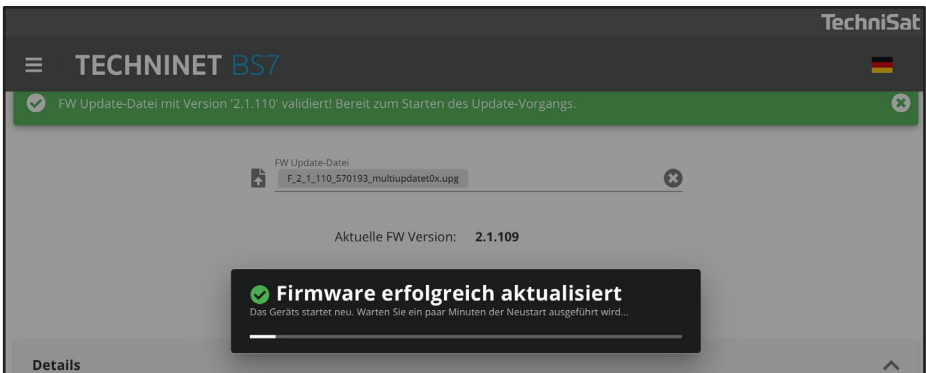 TechniSat
TECHNINET BS7
FW Update-Datei mit Version '2.1.110' validiert! Bereit zum Starten des Update-Vorgangs.
FW Update-Datei
F_2_1_110_570193_multiupdatet0x.upg
Aktuelle FW Version: 2.1.109
Firmware erfolgreich aktualisiert
Das Geräts startet neu. Warten Sie ein paar Minuten der Neustart ausgeführt wird...
Details